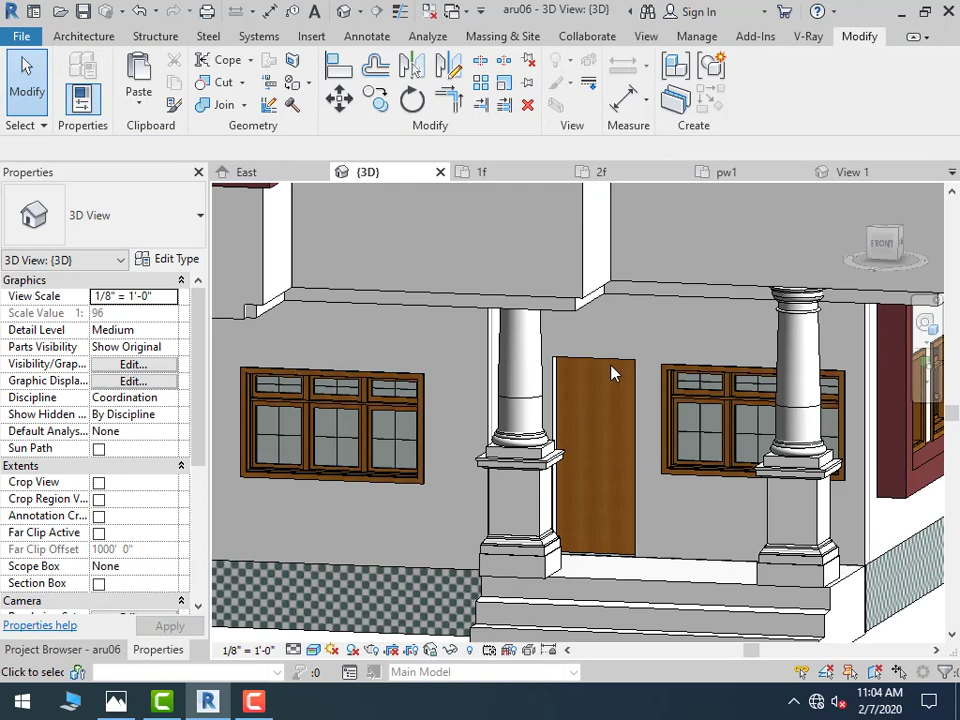 aru06 - 3D View: {3D}
Sign In
File
Architecture
Structure
Steel
Systems
Insert
Annotate
Analyze
Massing & Site
Collaborate
View
Manage
Add-Ins
V-Ray
Modify
Modify
Properties
Paste
Cope
Cut
Join
Select
Properties
Clipboard
Geometry
Modify
View
Measure
Create
Properties
East
{3D}
1f
2f
pw1
View 1
3D View
3D View: {3D}
Edit Type
Graphics
View Scale 1/8" = 1'-0"
Scale Value 1: 96
Detail Level Medium
Parts Visibility Show Original
Visibility/Grap... Edit...
Graphic Displa... Edit...
Discipline Coordination
Show Hidden ... By Discipline
Default Analys... None
Sun Path
Extents
Crop View
Crop Region V...
Annotation Cr...
Far Clip Active
Far Clip Offset 1000' 0"
Scope Box None
Section Box
Camera
Properties help
Apply
Project Browser - aru06
Properties
FRONT
1/8" = 1'-0"
Click to selec
:0
Main Model
:0
11:04 AM
2/7/2020